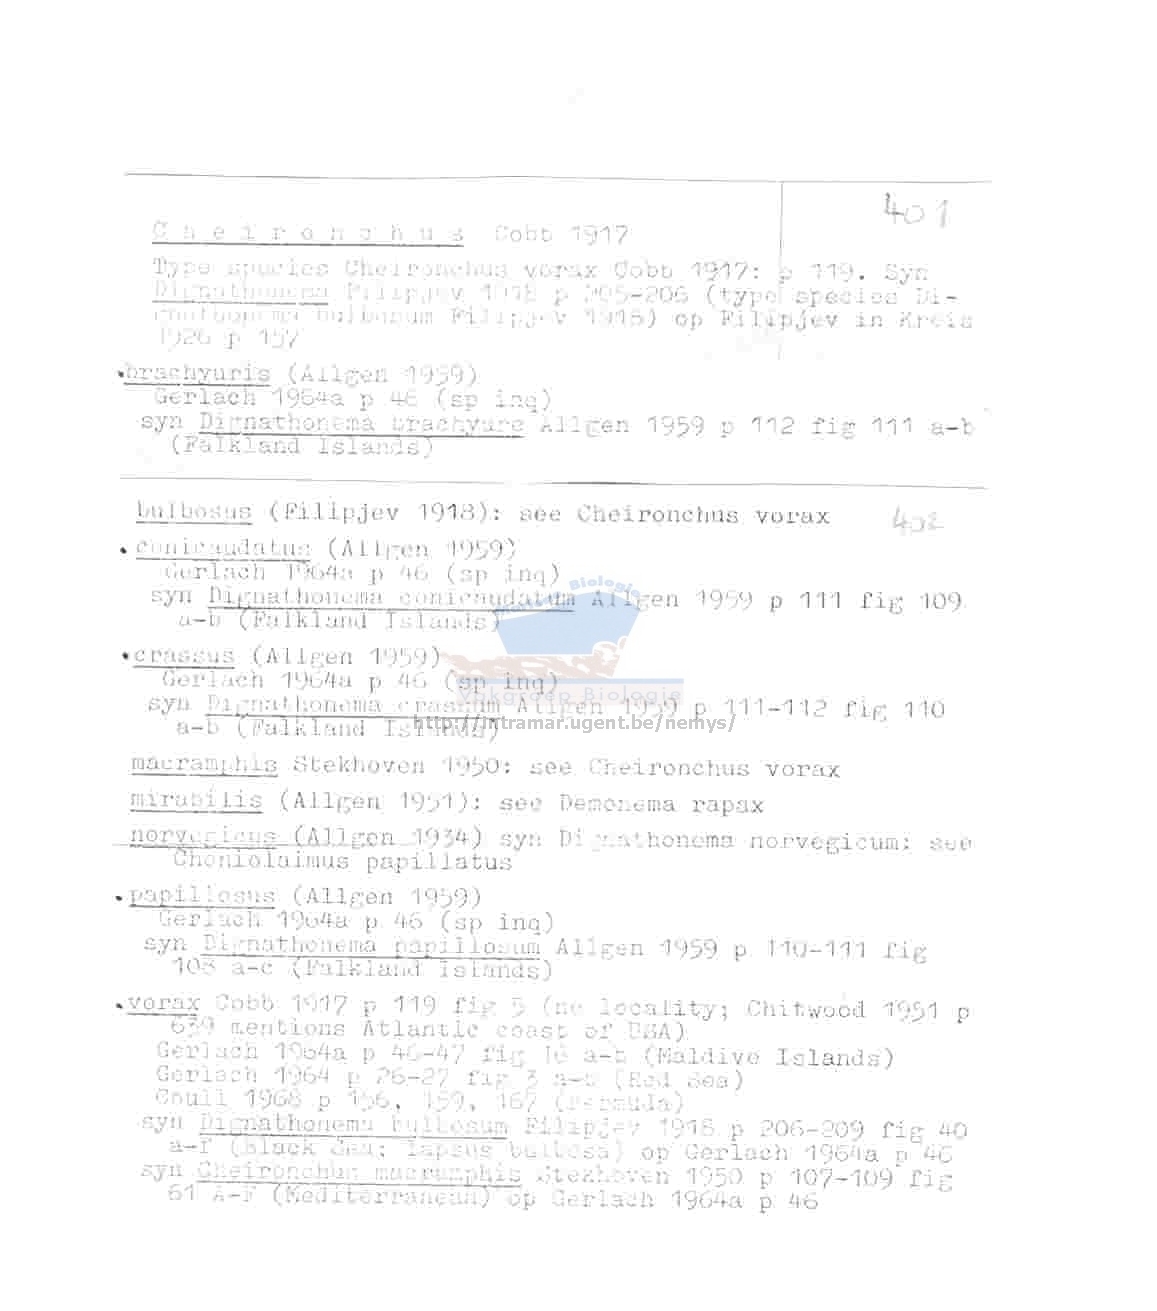 401
C h e i r o n c h u s Cobb 1917
Type species Cheironchus vorax Cobb 1917: p 119. Syn
Dignathonema Filipjev 1918 p 205-206 (type species Di-
gnathonema bulbosum Filipjev 1918) op Filipjev in Kreis
1926 p 157
.brachyuris (Allgen 1959)
Gerlach 1964a p 46 (sp inq)
syn Dignathonema brachyure Allgen 1959 p 112 fig 111 a-b
(Falkland Islands)
bulbosus (Filipjev 1918): see Cheironchus vorax
402
.conicaudatus (Allgen 1959)
Gerlach 1964a p 46 (sp inq)
syn Dignathonema conicaudatum Allgen 1959 p 111 fig 109
a-b (Falkland Islands)
.crassus (Allgen 1959)
Gerlach 1964a p 46 (sp inq)
Vakgroep Biologie
syn Dignathonema crassum Allgen 1959 p 111-112 fig 110
http://intramar.ugent.be/nemys/
a-b (Falkland Islands)
macramphis Stekhoven 1950: see Cheironchus vorax
mirabilis (Allgen 1951): see Demonema rapax
norvegicus (Allgen 1934) syn Dignathonema norvegicum: see
Choniolaimus papillatus
.papillosus (Allgen 1959)
Gerlach 1964a p 46 (sp inq)
syn Dignathonema papillosum Allgen 1959 p 110-111 fig
108 a-c (Falkland Islands)
.vorax Cobb 1917 p 119 fig 5 (no locality; Chitwood 1951 p
639 mentions Atlantic coast of USA)
Gerlach 1964a p 46-47 fig 16 a-b (Maldive Islands)
Gerlach 1964 p 26-27 fig 3 (Red Sea)
Coull 1968 p 156, 159, 167 (Bermuda)
syn Dignathonema bulbosum Filipjev 1918 p 206-209 fig 40
a-f (Black Sea; lapsus bulbosa) op Gerlach 1964a p 46
syn Cheironchus macramphis Stekhoven 1950 p 107-109 fig
61 A-F (Mediterranean) op Gerlach 1964a p 46